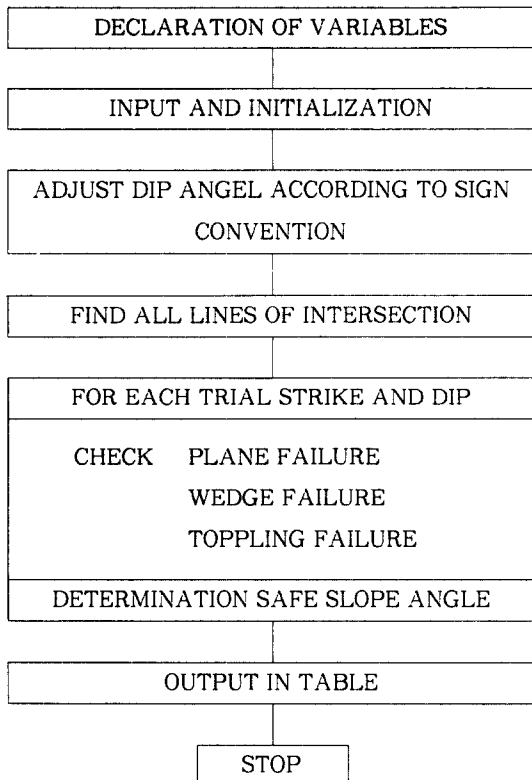 DECLARATION OF VARIABLES
INPUT AND INITIALIZATION
ADJUST DIP ANGEL ACCORDING TO SIGN
CONVENTION
FIND ALL LINES OF INTERSECTION
FOR EACH TRIAL STRIKE AND DIP
CHECK PLANE FAILURE
WEDGE FAILURE
TOPPLING FAILURE
DETERMINATION SAFE SLOPE ANGLE
OUTPUT IN TABLE
STOP